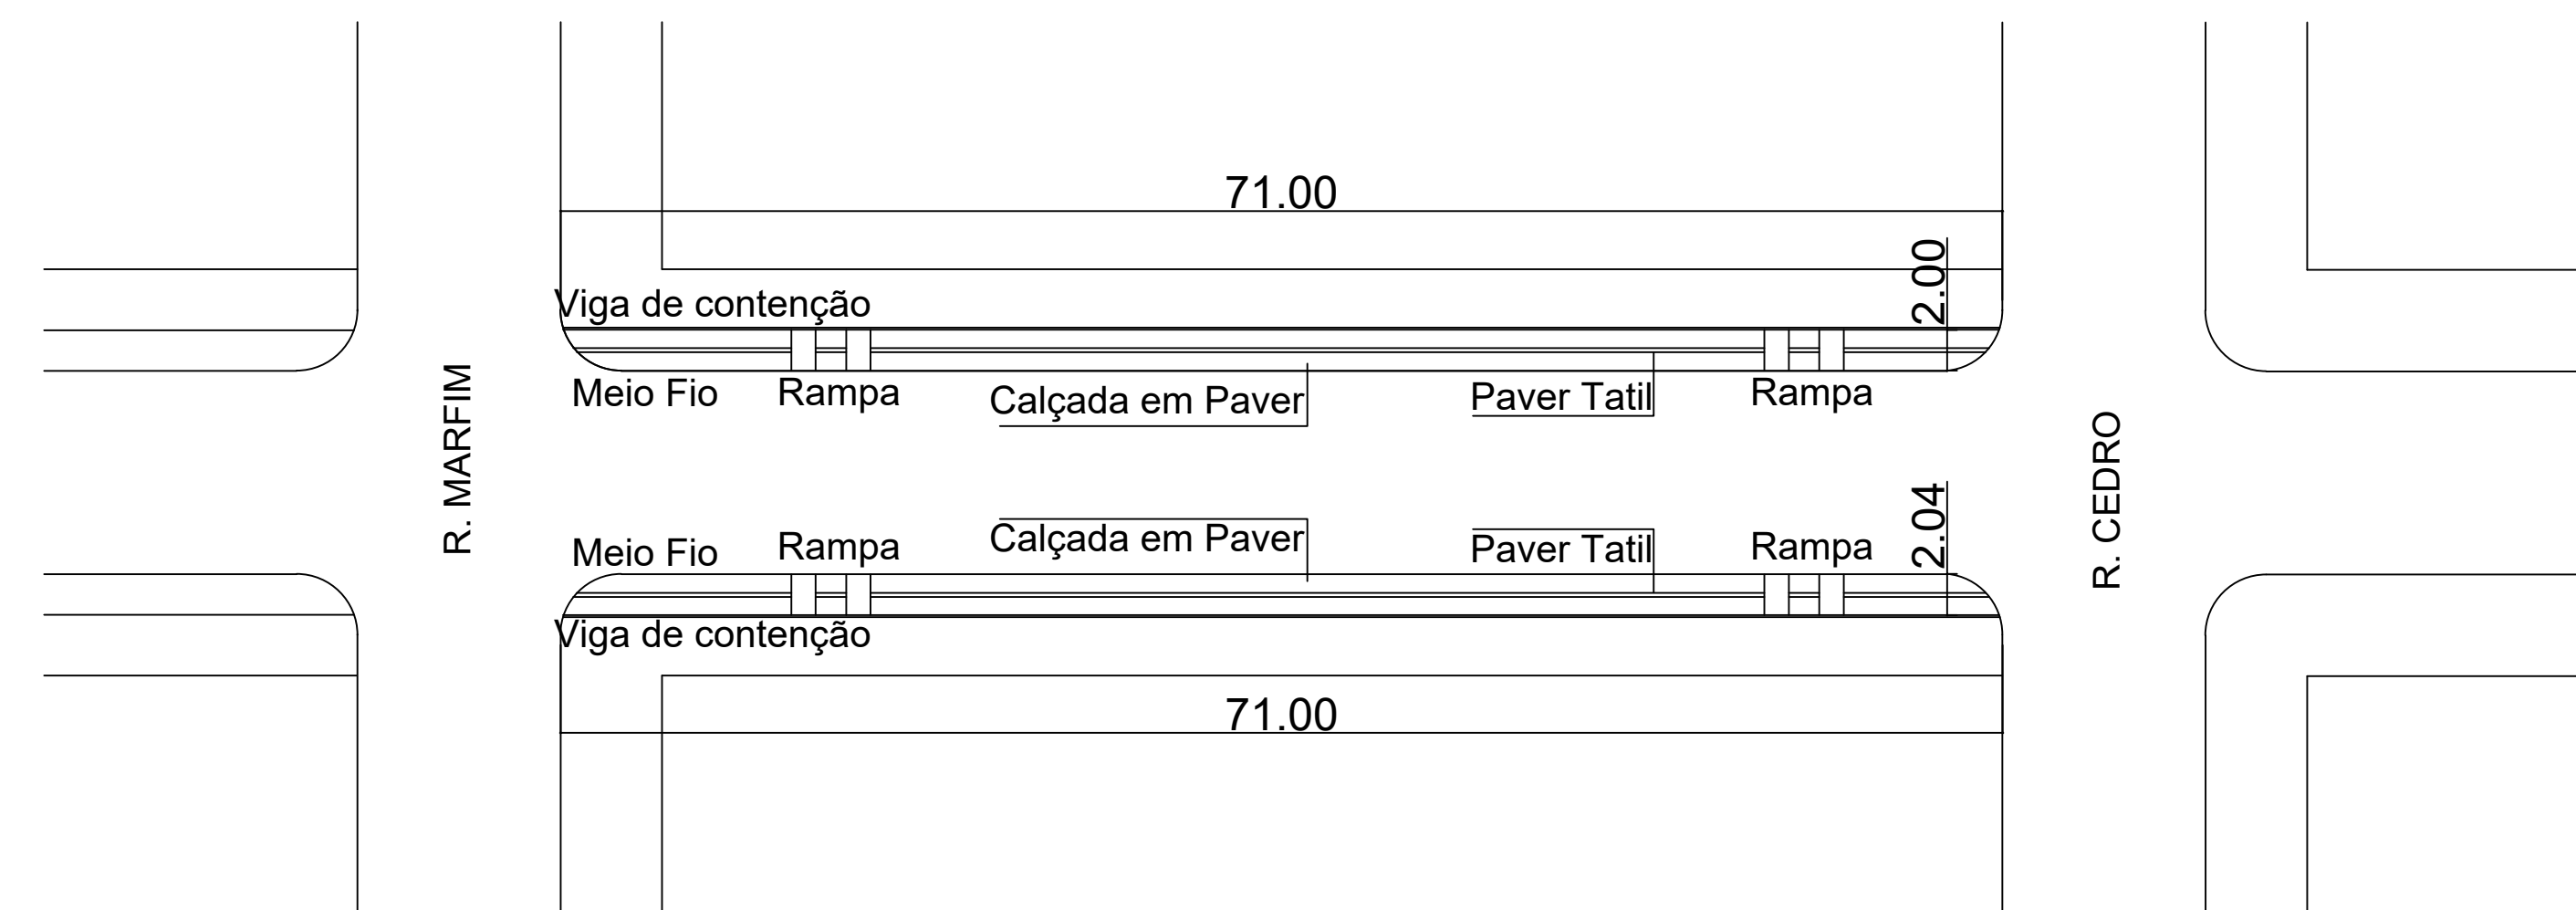 71.00
2.00
Viga de contenção
Meio Fio
Rampa
Calçada em Paver
Paver Tatil
Rampa
R. MARFIM
R. CEDRO
2.04
Meio Fio
Rampa
Calçada em Paver
Paver Tatil
Rampa
Viga de contenção
71.00